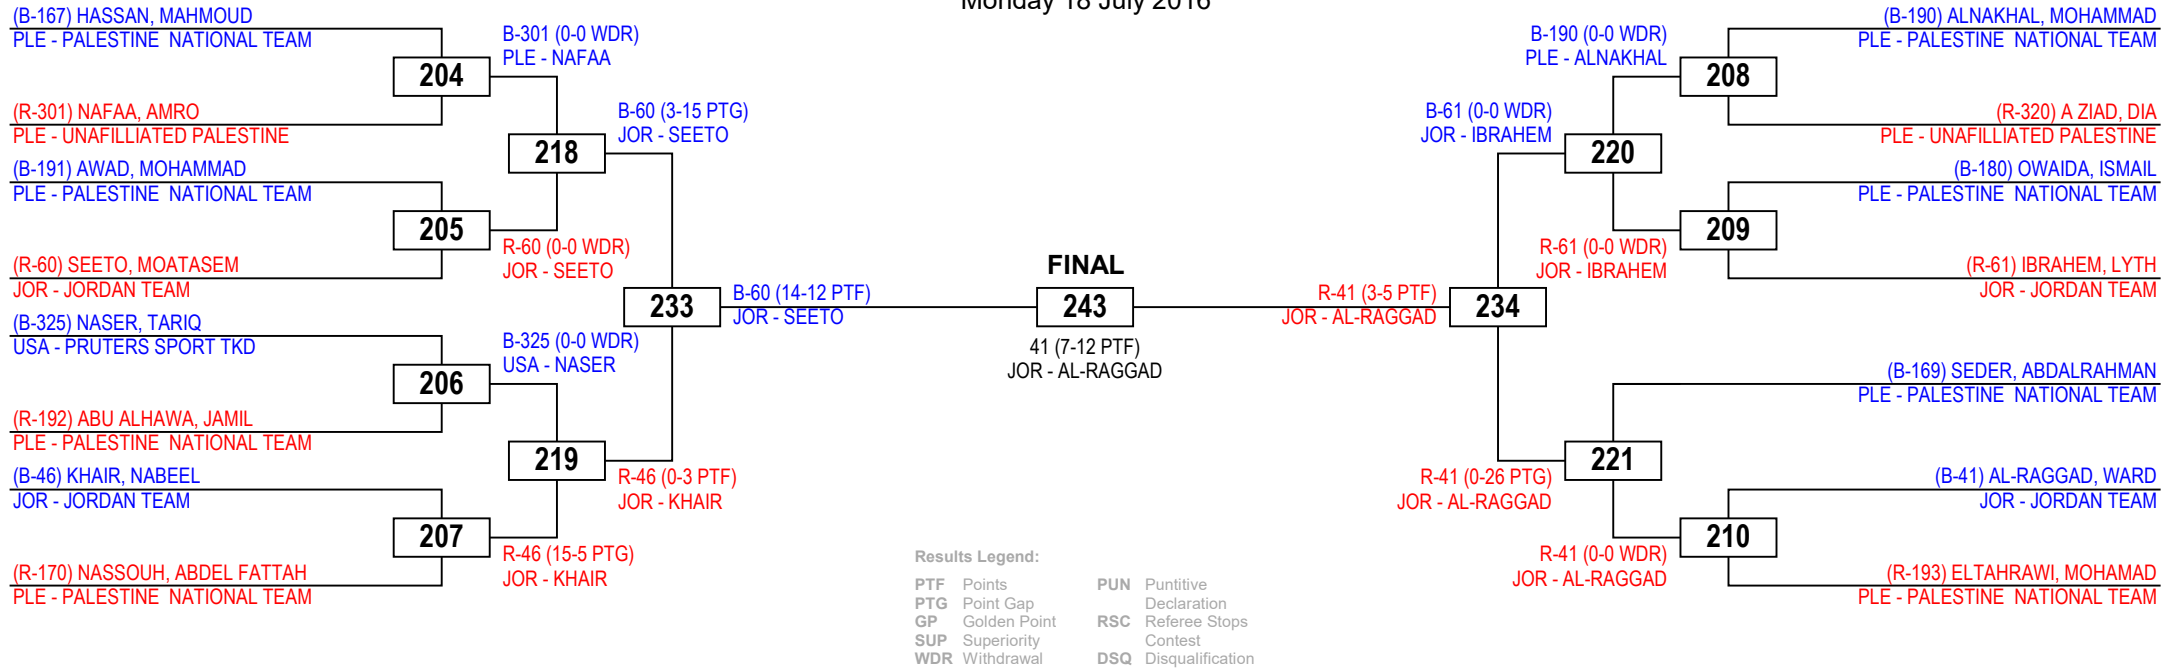 Monday 18 July 2016
(B-167) HASSAN, MAHMOUD
PLE - PALESTINE NATIONAL TEAM
204
(R-301) NAFAA, AMRO
PLE - UNAFILLIATED PALESTINE
(B-191) AWAD, MOHAMMAD
PLE - PALESTINE NATIONAL TEAM
205
(R-60) SEETO, MOATASEM
JOR - JORDAN TEAM
(B-325) NASER, TARIQ
USA - PRUTERS SPORT TKD
206
(R-192) ABU ALHAWA, JAMIL
PLE - PALESTINE NATIONAL TEAM
(B-46) KHAIR, NABEEL
JOR - JORDAN TEAM
207
(R-170) NASSOUH, ABDEL FATTAH
PLE - PALESTINE NATIONAL TEAM
B-301 (0-0 WDR)
PLE - NAFAA
218
R-60 (0-0 WDR)
JOR - SEETO
B-325 (0-0 WDR)
USA - NASER
219
R-46 (15-5 PTG)
JOR - KHAIR
B-60 (3-15 PTG)
JOR - SEETO
233
R-46 (0-3 PTF)
JOR - KHAIR
B-60 (14-12 PTF)
JOR - SEETO
FINAL
243
41 (7-12 PTF)
JOR - AL-RAGGAD
R-41 (3-5 PTF)
JOR - AL-RAGGAD
234
B-61 (0-0 WDR)
JOR - IBRAHEM
R-41 (0-26 PTG)
JOR - AL-RAGGAD
B-190 (0-0 WDR)
PLE - ALNAKHAL
220
R-61 (0-0 WDR)
JOR - IBRAHEM
221
R-41 (0-0 WDR)
JOR - AL-RAGGAD
(B-190) ALNAKHAL, MOHAMMAD
PLE - PALESTINE NATIONAL TEAM
208
(R-320) A ZIAD, DIA
PLE - UNAFILLIATED PALESTINE
(B-180) OWAIDA, ISMAIL
PLE - PALESTINE NATIONAL TEAM
209
(R-61) IBRAHEM, LYTH
JOR - JORDAN TEAM
(B-169) SEDER, ABDALRAHMAN
PLE - PALESTINE NATIONAL TEAM
(B-41) AL-RAGGAD, WARD
JOR - JORDAN TEAM
210
(R-193) ELTAHRAWI, MOHAMAD
PLE - PALESTINE NATIONAL TEAM
Results Legend:
PTF Points
PTG Point Gap
GP Golden Point
SUP Superiority
WDR Withdrawal
PUN Puntitive
Declaration
RSC Referee Stops
Contest
DSQ Disqualification